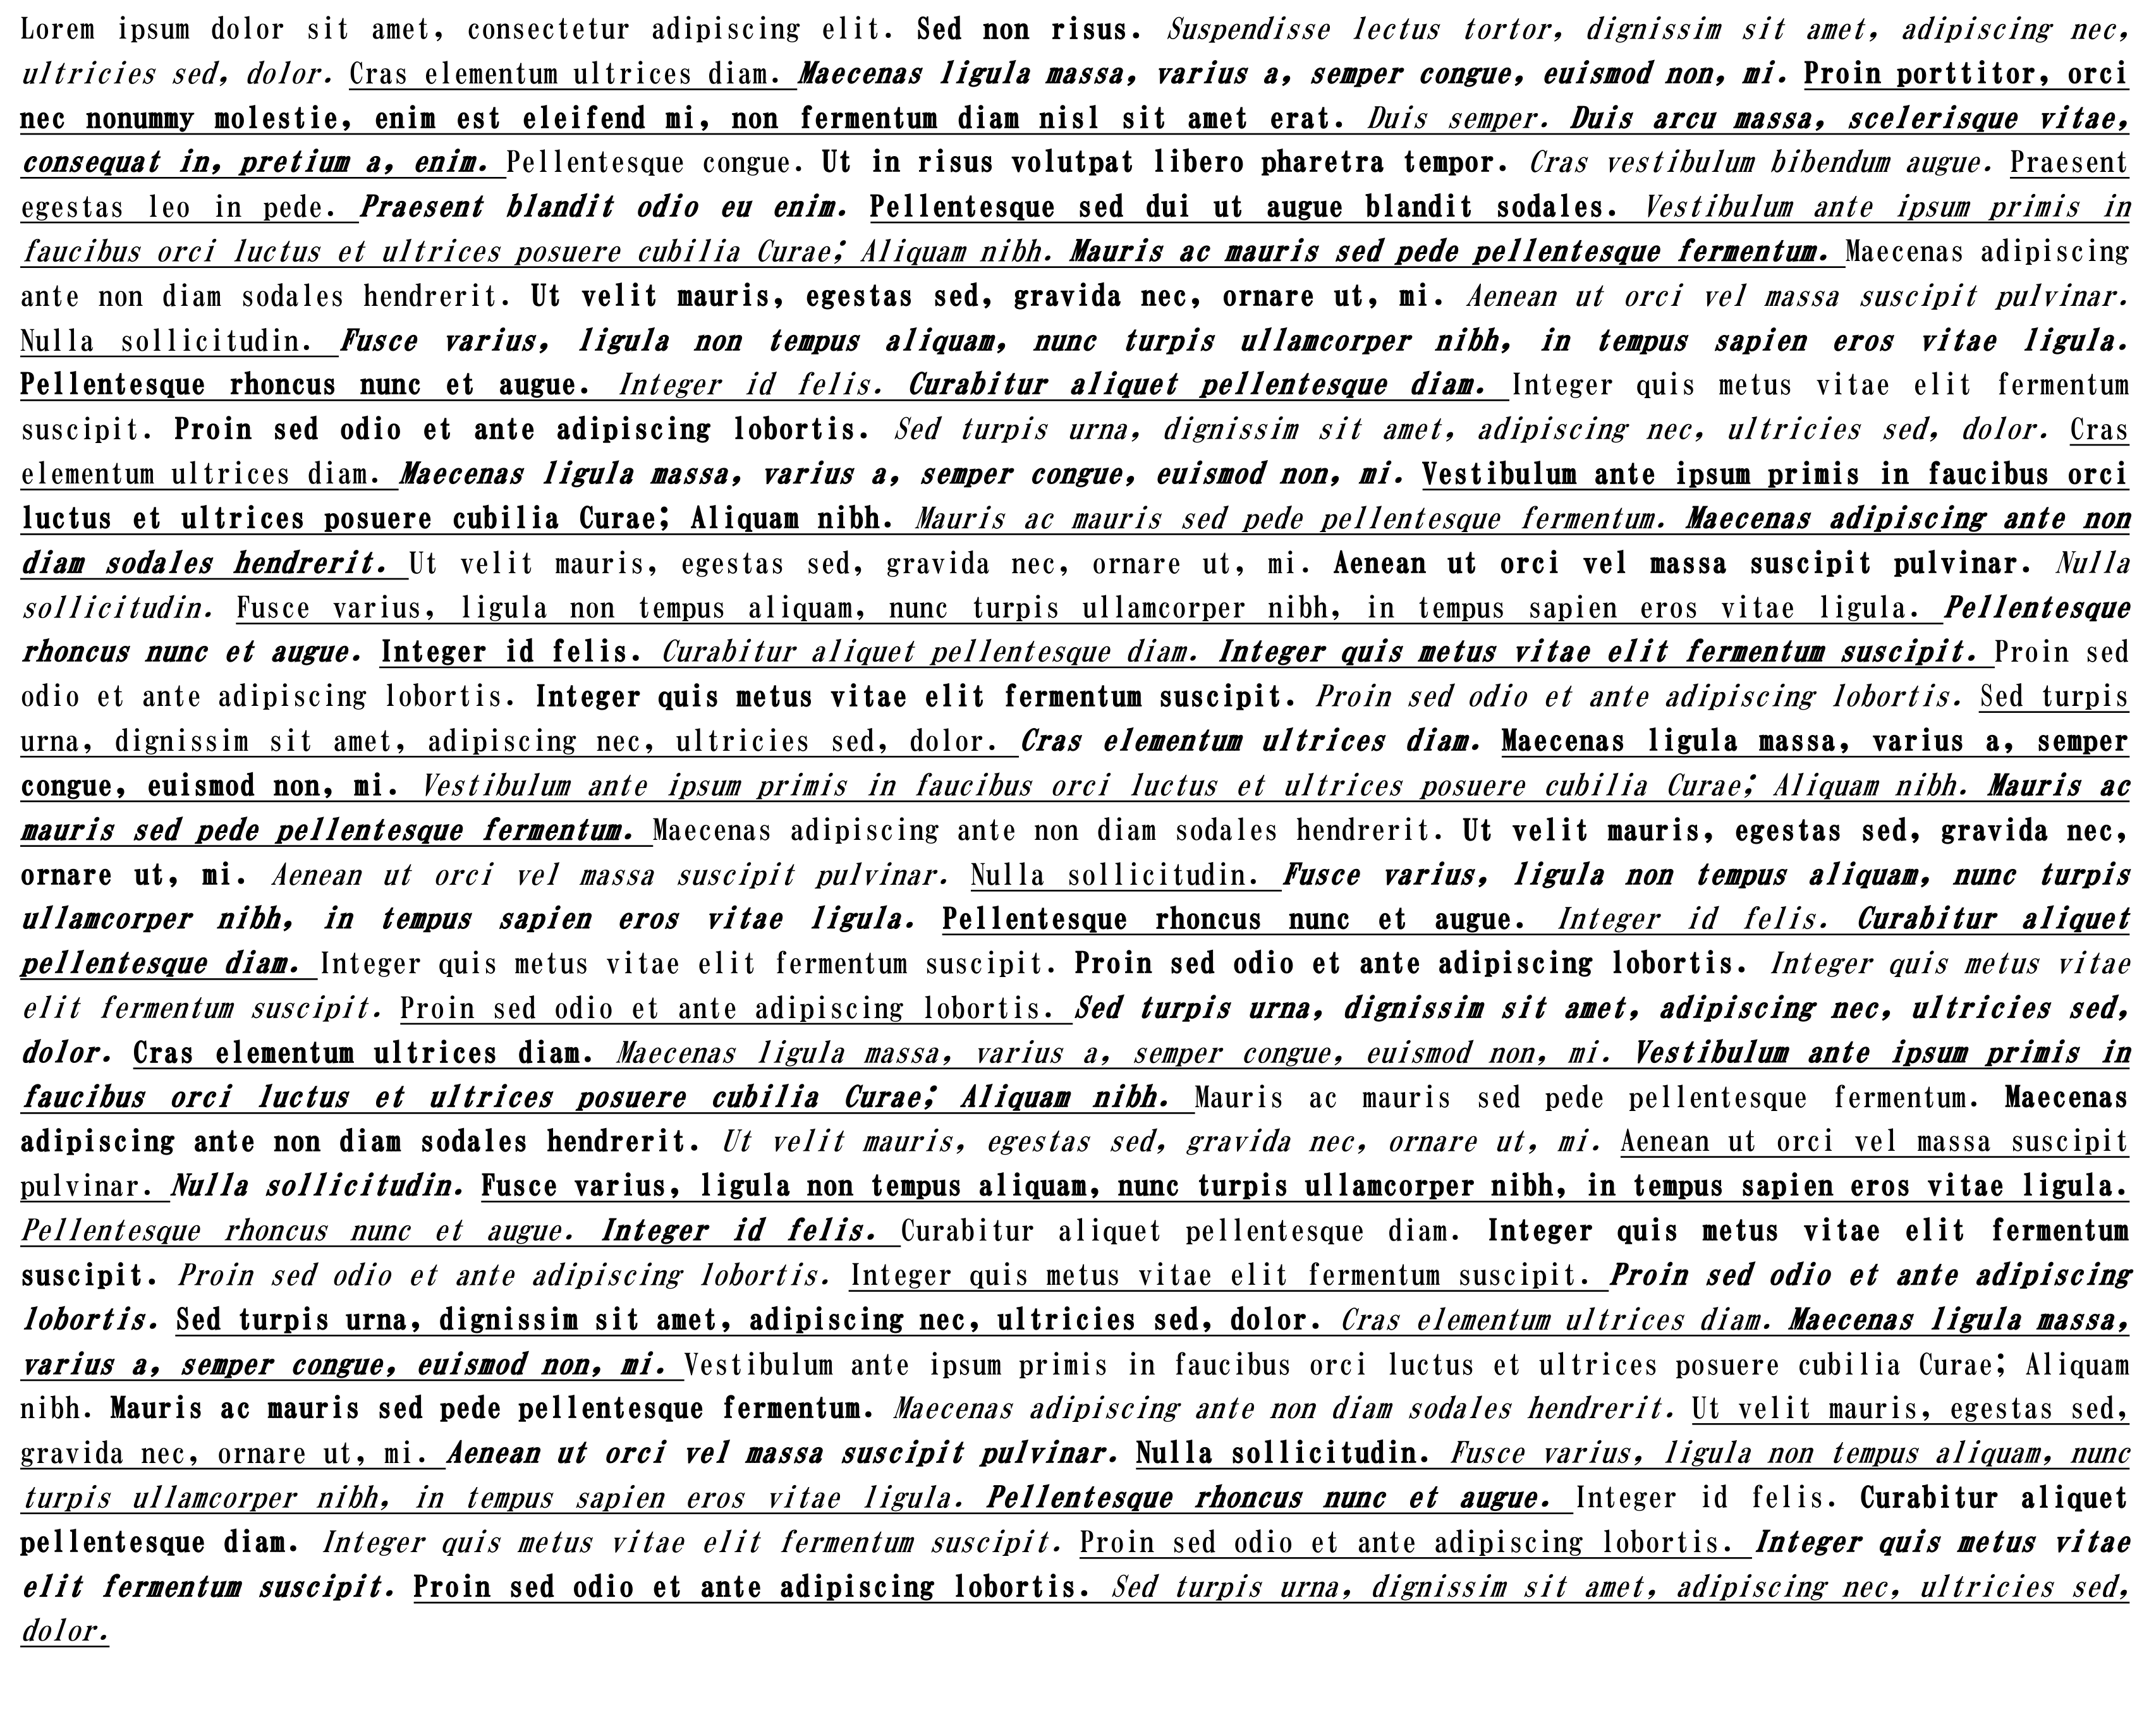 Lorem ipsum dolor sit amet, consectetur adipiscing elit. Sed non risus. Suspendisse lectus tortor, dignissim sit amet, adipiscing nec,
ultricies sed, dolor. Cras elementum ultrices diam. Maecenas ligula massa, varius a, semper congue, euismod non, mi. Proin porttitor, orci
nec nonummy molestie, enim est eleifend mi, non fermentum diam nisl sit amet erat. Duis semper. Duis arcu massa, scelerisque vitae,
consequat in, pretium a, enim. Pellentesque congue. Ut in risus volutpat libero pharetra tempor. Cras vestibulum bibendum augue. Praesent
egestas leo in pede. Praesent blandit odio eu enim. Pellentesque sed dui ut augue blandit sodales. Vestibulum ante ipsum primis in
faucibus orci luctus et ultrices posuere cubilia Curae; Aliquam nibh. Mauris ac mauris sed pede pellentesque fermentum. Maecenas adipiscing
ante non diam sodales hendrerit. Ut velit mauris, egestas sed, gravida nec, ornare ut, mi. Aenean ut orci vel massa suscipit pulvinar.
Nulla sollicitudin. Fusce varius, ligula non tempus aliquam, nunc turpis ullamcorper nibh, in tempus sapien eros vitae ligula.
Pellentesque rhoncus nunc et augue. Integer id felis. Curabitur aliquet pellentesque diam. Integer quis metus vitae elit fermentum
suscipit. Proin sed odio et ante adipiscing lobortis. Sed turpis urna, dignissim sit amet, adipiscing nec, ultricies sed, dolor. Cras
elementum ultrices diam. Maecenas ligula massa, varius a, semper congue, euismod non, mi. Vestibulum ante ipsum primis in faucibus orci
luctus et ultrices posuere cubilia Curae; Aliquam nibh. Mauris ac mauris sed pede pellentesque fermentum. Maecenas adipiscing ante non
diam sodales hendrerit. Ut velit mauris, egestas sed, gravida nec, ornare ut, mi. Aenean ut orci vel massa suscipit pulvinar. Nulla
sollicitudin. Fusce varius, ligula non tempus aliquam, nunc turpis ullamcorper nibh, in tempus sapien eros vitae ligula. Pellentesque
rhoncus nunc et augue. Integer id felis. Curabitur aliquet pellentesque diam. Integer quis metus vitae elit fermentum suscipit. Proin sed
odio et ante adipiscing lobortis. Integer quis metus vitae elit fermentum suscipit. Proin sed odio et ante adipiscing lobortis. Sed turpis
urna, dignissim sit amet, adipiscing nec, ultricies sed, dolor. Cras elementum ultrices diam. Maecenas ligula massa, varius a, semper
congue, euismod non, mi. Vestibulum ante ipsum primis in faucibus orci luctus et ultrices posuere cubilia Curae; Aliquam nibh. Mauris ac
mauris sed pede pellentesque fermentum. Maecenas adipiscing ante non diam sodales hendrerit. Ut velit mauris, egestas sed, gravida nec,
ornare ut, mi. Aenean ut orci vel massa suscipit pulvinar. Nulla sollicitudin. Fusce varius, ligula non tempus aliquam, nunc turpis
ullamcorper nibh, in tempus sapien eros vitae ligula. Pellentesque rhoncus nunc et augue. Integer id felis. Curabitur aliquet
pellentesque diam. Integer quis metus vitae elit fermentum suscipit. Proin sed odio et ante adipiscing lobortis. Integer quis metus vitae
elit fermentum suscipit. Proin sed odio et ante adipiscing lobortis. Sed turpis urna, dignissim sit amet, adipiscing nec, ultricies sed,
dolor. Cras elementum ultrices diam. Maecenas ligula massa, varius a, semper congue, euismod non, mi. Vestibulum ante ipsum primis in
faucibus orci luctus et ultrices posuere cubilia Curae; Aliquam nibh. Mauris ac mauris sed pede pellentesque fermentum. Maecenas
adipiscing ante non diam sodales hendrerit. Ut velit mauris, egestas sed, gravida nec, ornare ut, mi. Aenean ut orci vel massa suscipit
pulvinar. Nulla sollicitudin. Fusce varius, ligula non tempus aliquam, nunc turpis ullamcorper nibh, in tempus sapien eros vitae ligula.
Pellentesque rhoncus nunc et augue. Integer id felis. Curabitur aliquet pellentesque diam. Integer quis metus vitae elit fermentum
suscipit. Proin sed odio et ante adipiscing lobortis. Integer quis metus vitae elit fermentum suscipit. Proin sed odio et ante adipiscing
lobortis. Sed turpis urna, dignissim sit amet, adipiscing nec, ultricies sed, dolor. Cras elementum ultrices diam. Maecenas ligula massa,
varius a, semper congue, euismod non, mi. Vestibulum ante ipsum primis in faucibus orci luctus et ultrices posuere cubilia Curae; Aliquam
nibh. Mauris ac mauris sed pede pellentesque fermentum. Maecenas adipiscing ante non diam sodales hendrerit. Ut velit mauris, egestas sed,
gravida nec, ornare ut, mi. Aenean ut orci vel massa suscipit pulvinar. Nulla sollicitudin. Fusce varius, ligula non tempus aliquam, nunc
turpis ullamcorper nibh, in tempus sapien eros vitae ligula. Pellentesque rhoncus nunc et augue. Integer id felis. Curabitur aliquet
pellentesque diam. Integer quis metus vitae elit fermentum suscipit. Proin sed odio et ante adipiscing lobortis. Integer quis metus vitae
elit fermentum suscipit. Proin sed odio et ante adipiscing lobortis. Sed turpis urna, dignissim sit amet, adipiscing nec, ultricies sed,
dolor.